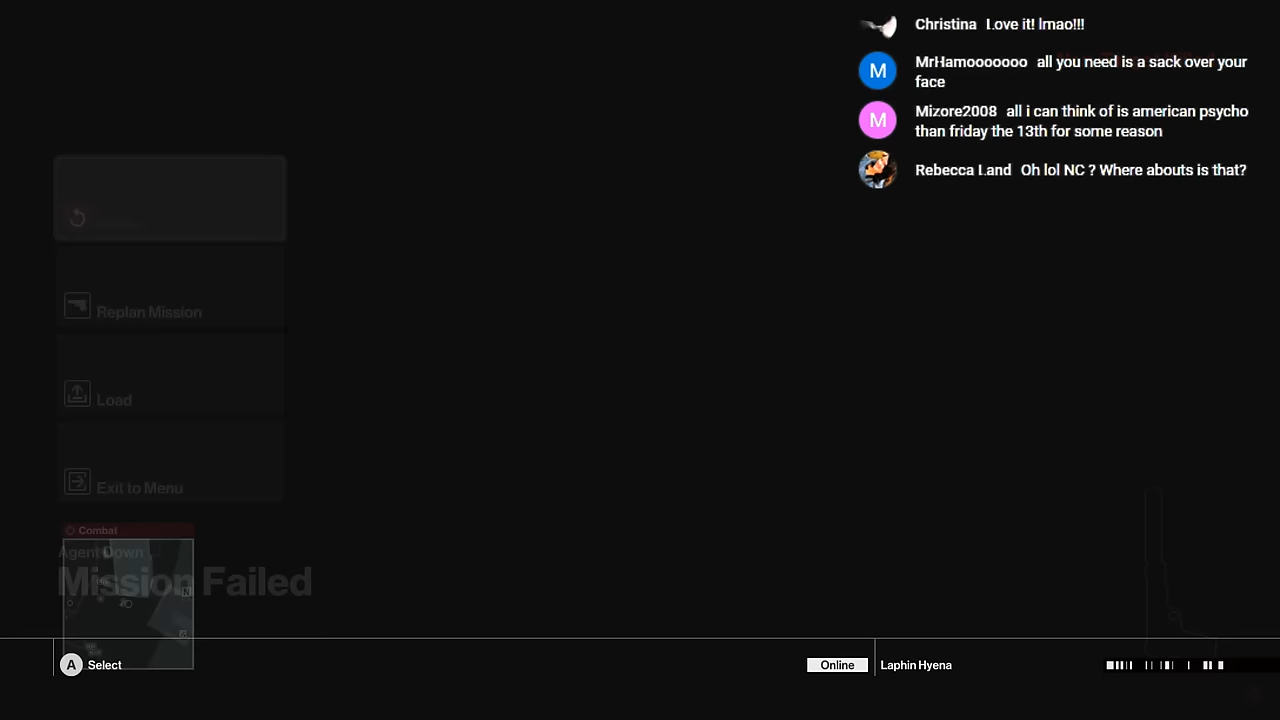 Christina Love it! lmao!!!
MrHamooooooo all you need is a sack over your
face
Mizore2008 all i can think of is american psycho
than friday the 13th for some reason
Rebecca Land Oh lol NC ? Where abouts is that?
Replan Mission
Load
Exit to Menu
Combat
Agent Down
Mission Failed
A Select
Online
Laphin Hyena